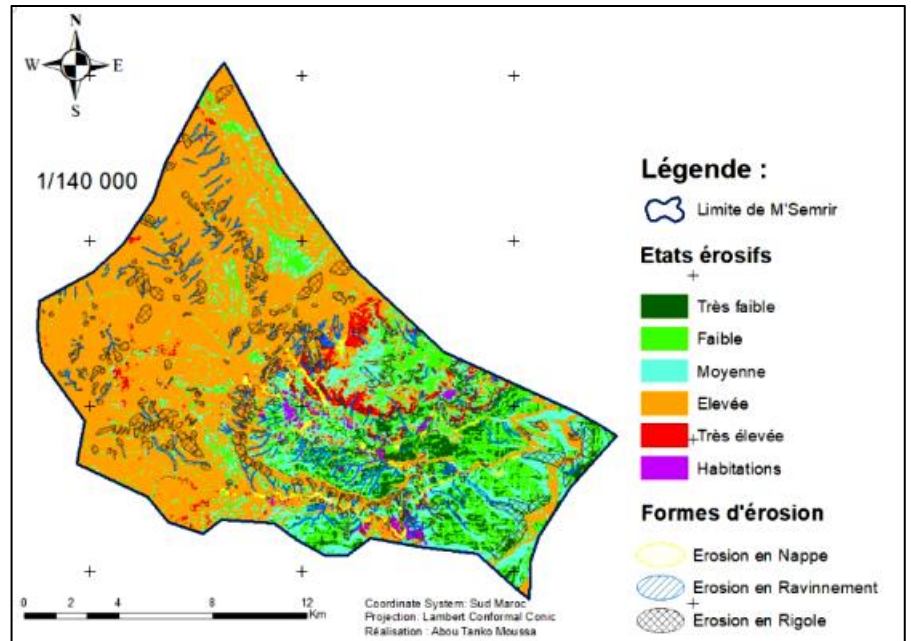 N
W E
S
1/140 000
Légende :
Limite de M'Semrir
Etats érosifs
Très faible
Faible
Moyenne
Elevée
Très élevée
Habitations
Formes d'érosion
Erosion en Nappe
Erosion en Ravinnement
Erosion en Rigole
0 2 4 8 12
Km
Coordinate System: Sud Maroc
Projection: Lambert Conformal Conic
Réalisation : Abou Tanko Moussa